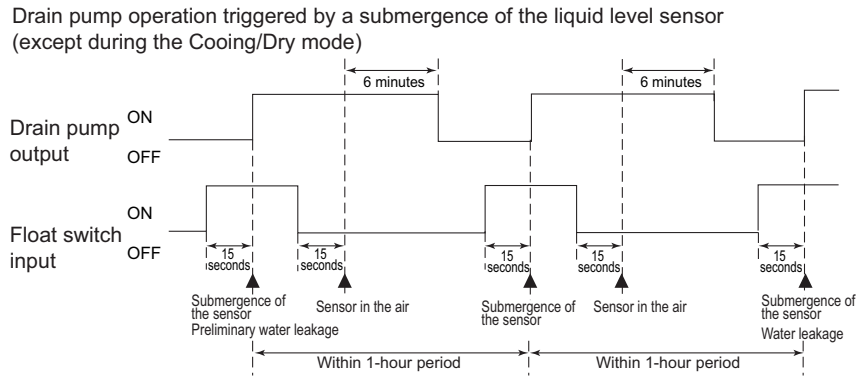 Drain pump operation triggered by a submergence of the liquid level sensor
(except during the Cooing/Dry mode)
6 minutes
6 minutes
Drain pump
output
ON
OFF
Float switch
input
ON
OFF
15
seconds
15
seconds
15
seconds
15
seconds
15
seconds
Submergence of
the sensor
Preliminary water leakage
Sensor in the air
Submergence of
the sensor
Sensor in the air
Submergence of
the sensor
Water leakage
Within 1-hour period
Within 1-hour period